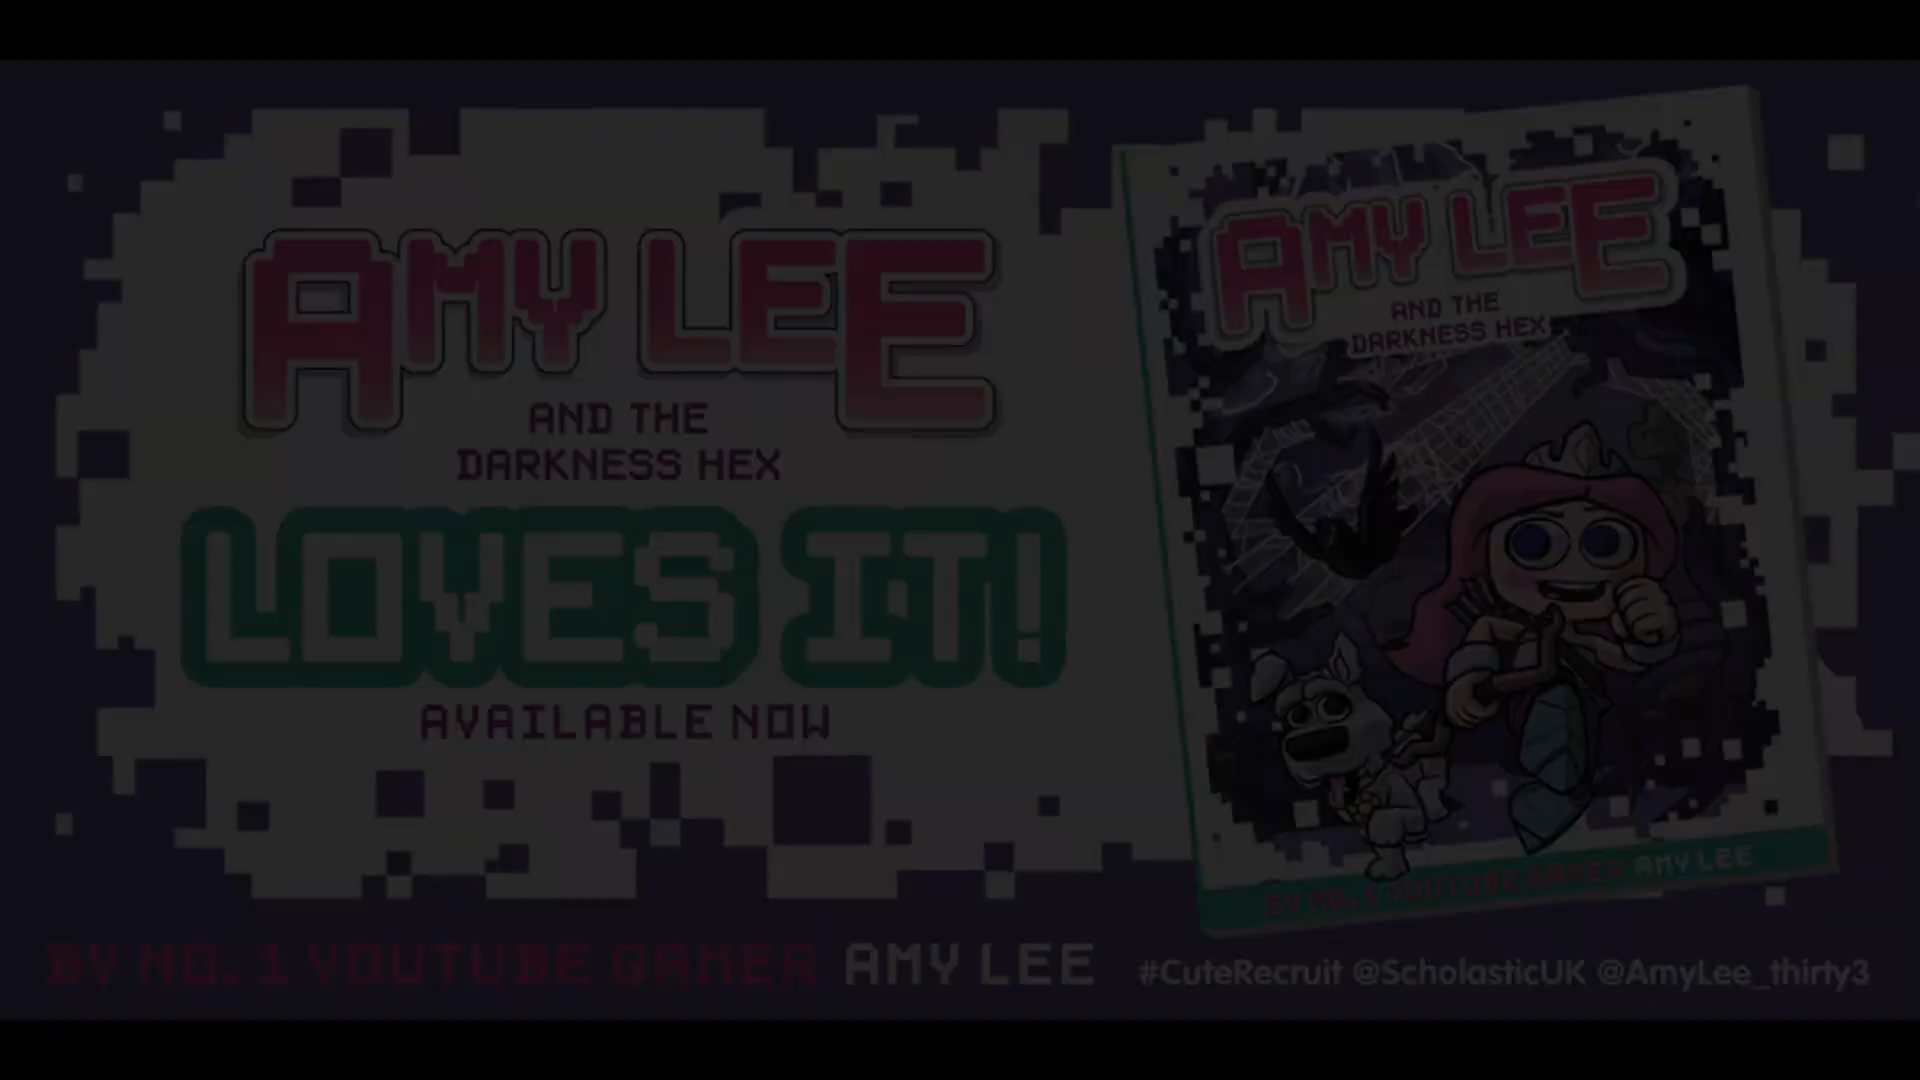 AMY LEE
AND THE
DARKNESS HEX
LOVES IT!
AVAILABLE NOW
AMY LEE
AND THE
DARKNESS HEX
BY NO. 1 YOUTUBE GAMER AMY LEE
BY NO. 1 YOUTUBE GAMER AMY LEE
#CuteRecruit @ScholasticUK @AmyLee_thirty3